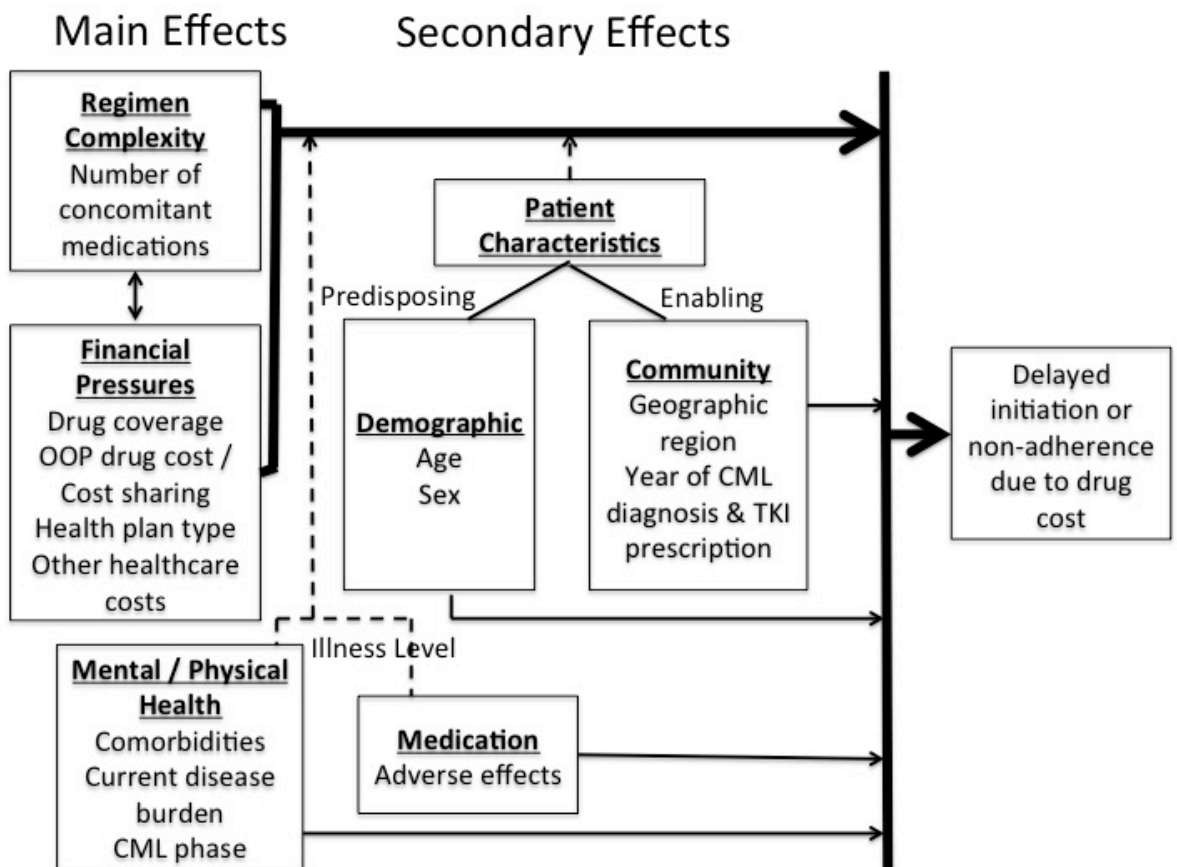 Main Effects
Secondary Effects
Regimen
Complexity
Number of
concomitant
medications
Financial
Pressures
Drug coverage
OOP drug cost /
Cost sharing
Health plan type
Other healthcare
costs
Patient
Characteristics
Predisposing
Enabling
Demographic
Age
Sex
Community
Geographic
region
Year of CML
diagnosis & TKI
prescription
Illness Level
Mental / Physical
Health
Comorbidities
Current disease
burden
CML phase
Medication
Adverse effects
Delayed
initiation or
non-adherence
due to drug
cost